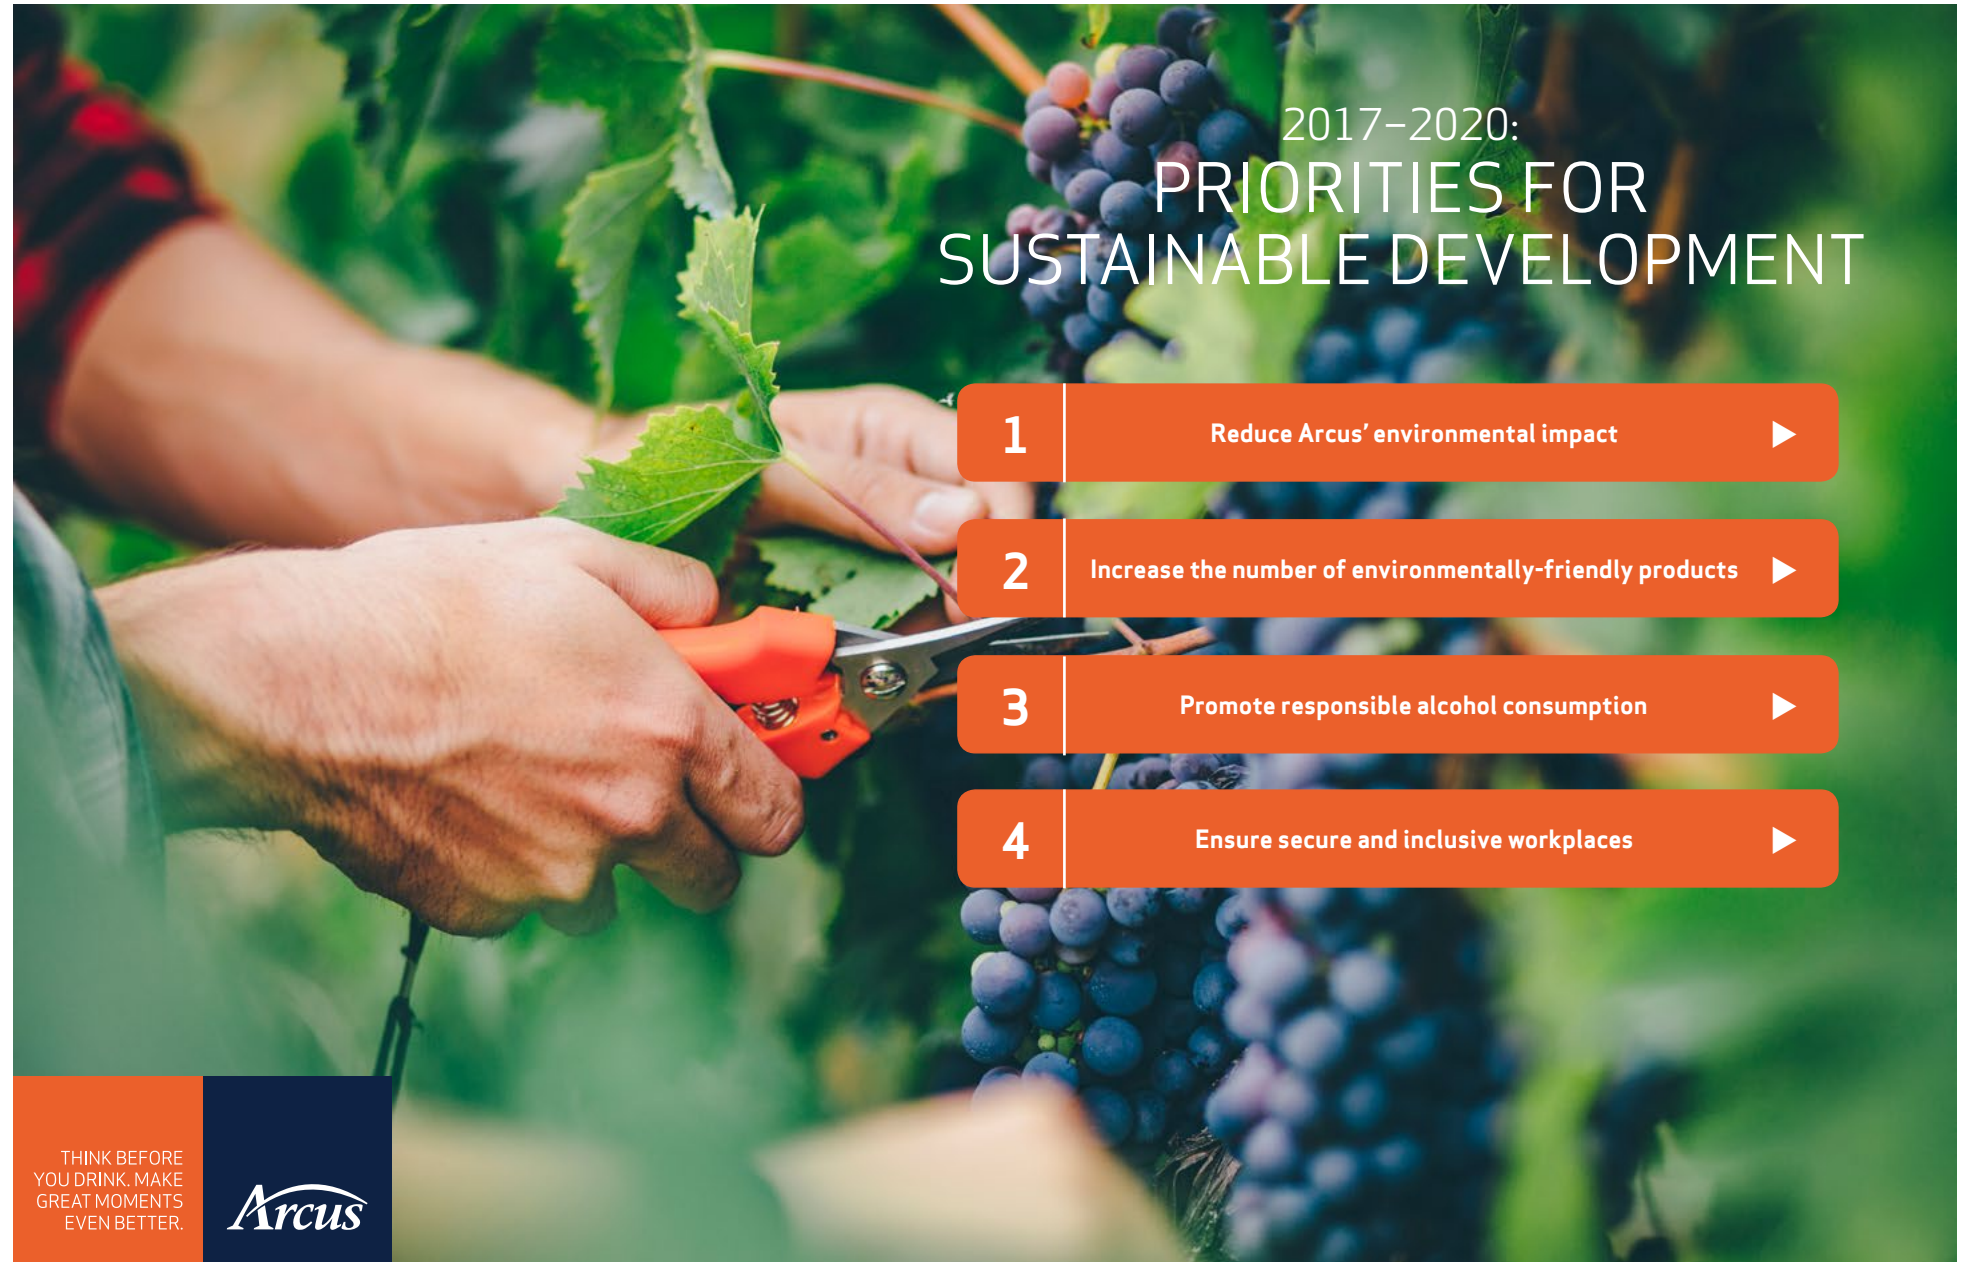 2017–2020:
PRIORITIES FOR
SUSTAINABLE DEVELOPMENT
1 Reduce Arcus’ environmental impact
2 Increase the number of environmentally-friendly products
3 Promote responsible alcohol consumption
4 Ensure secure and inclusive workplaces
THINK BEFORE
YOU DRINK. MAKE
GREAT MOMENTS
EVEN BETTER.
Arcus